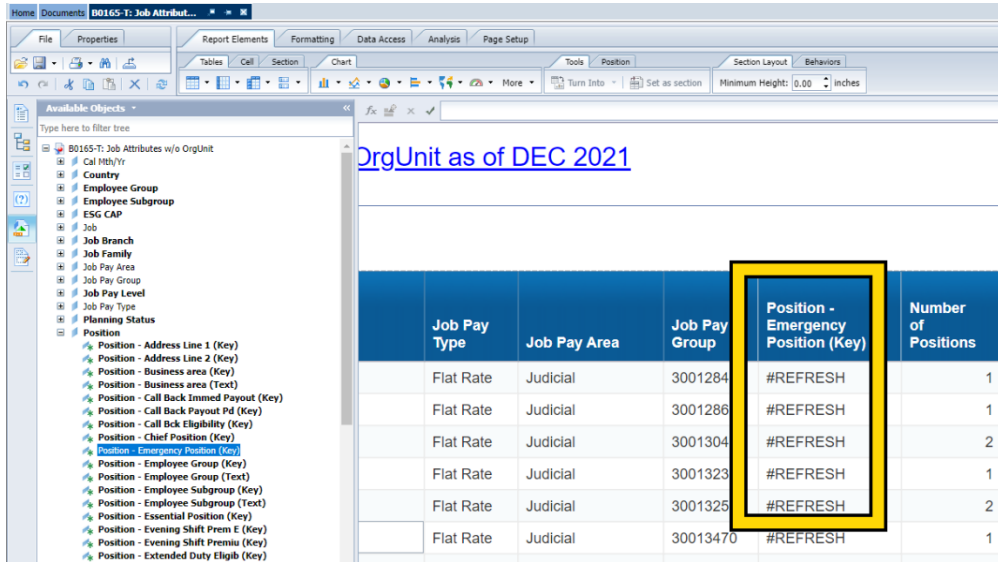 Home Documents B0165-T: Job Attribut...
File Properties Report Elements Formatting Data Access Analysis Page Setup
Tables Cell Section Chart Tools Position Section Layout Behaviors
More Turn Into Set as section Minimum Height: 0.00 inches
Available Objects
Type here to filter tree
B0165-T: Job Attributes w/o OrgUnit
Cal Mth/Yr
Country
Employee Group
Employee Subgroup
ESG CAP
Job
Job Branch
Job Family
Job Pay Area
Job Pay Group
Job Pay Level
Job Pay Type
Planning Status
Position
Position - Address Line 1 (Key)
Position - Address Line 2 (Key)
Position - Business area (Key)
Position - Business area (Text)
Position - Call Back Immed Payout (Key)
Position - Call Back Payout Pd (Key)
Position - Call Bck Eligibility (Key)
Position - Chief Position (Key)
Position - Emergency Position (Key)
Position - Employee Group (Key)
Position - Employee Group (Text)
Position - Employee Subgroup (Key)
Position - Employee Subgroup (Text)
Position - Essential Position (Key)
Position - Evening Shift Prem E (Key)
Position - Evening Shift Premiu (Key)
Position - Extended Duty Eligib (Key)
OrgUnit as of DEC 2021
Job Pay Type Job Pay Area Job Pay Group Position - Emergency Position (Key) Number of Positions
Flat Rate Judicial 3001284 #REFRESH 1
Flat Rate Judicial 3001286 #REFRESH 1
Flat Rate Judicial 3001304 #REFRESH 2
Flat Rate Judicial 3001323 #REFRESH 1
Flat Rate Judicial 3001325 #REFRESH 2
Flat Rate Judicial 30013470 #REFRESH 1